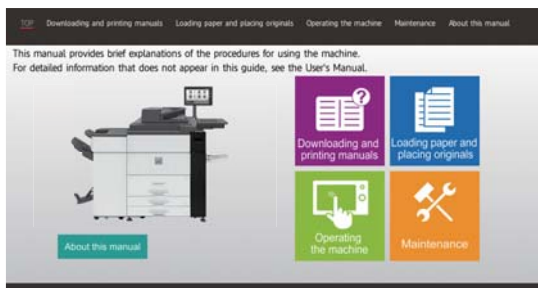 TOP Downloading and printing manuals Loading paper and placing originals Operating the machine Maintenance About this manual
This manual provides brief explanations of the procedures for using the machine.
For detailed information that does not appear in this guide, see the User's Manual.
Downloading and
printing manuals
Loading paper and
placing originals
Operating
the machine
Maintenance
About this manual